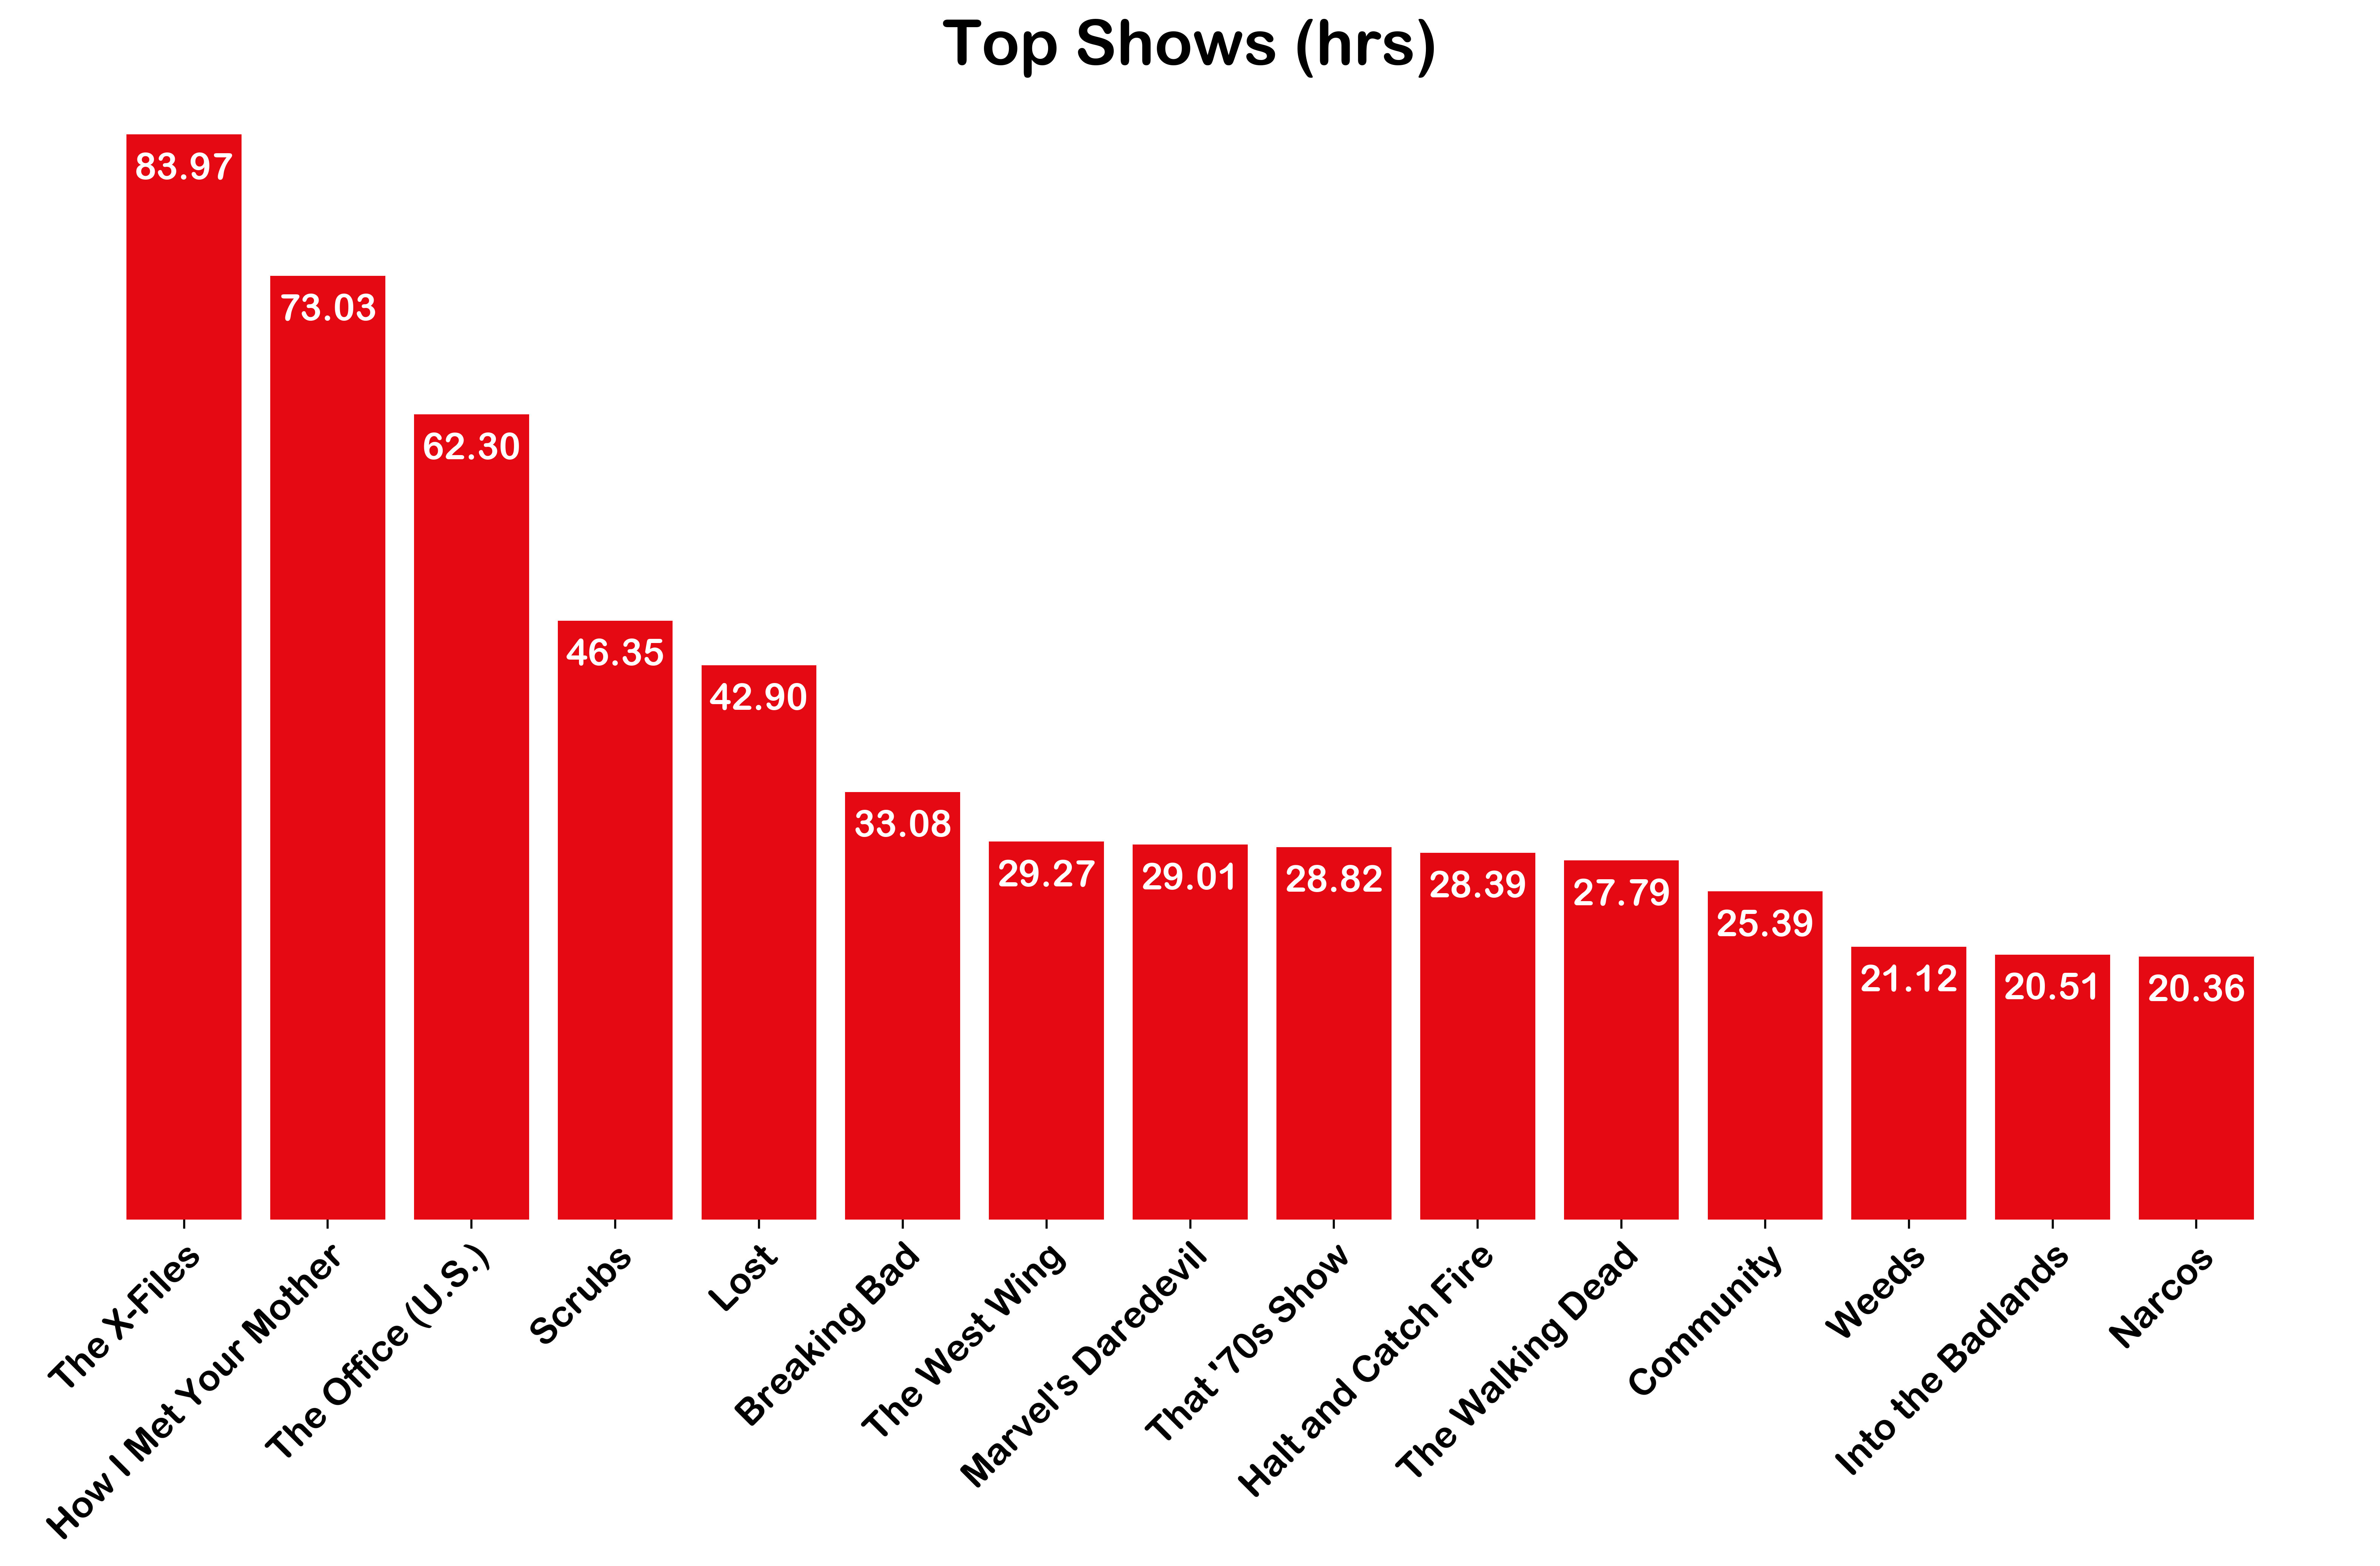 Top Shows (hrs)
83.97
73.03
62.30
46.35
42.90
33.08
29.27
29.01
28.82
28.39
27.79
25.39
21.12
20.51
20.36
The X-Files
How I Met Your Mother
The Office (U.S.)
Scrubs
Lost
Breaking Bad
The West Wing
Marvel's Daredevil
That '70s Show
Halt and Catch Fire
The Walking Dead
Community
Weeds
Into the Badlands
Narcos